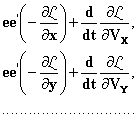 ee'(-∂ℒ/∂x) + d/dt ∂ℒ/∂V_X,
ee'(-∂ℒ/∂y) + d/dt ∂ℒ/∂V_Y,
..............................